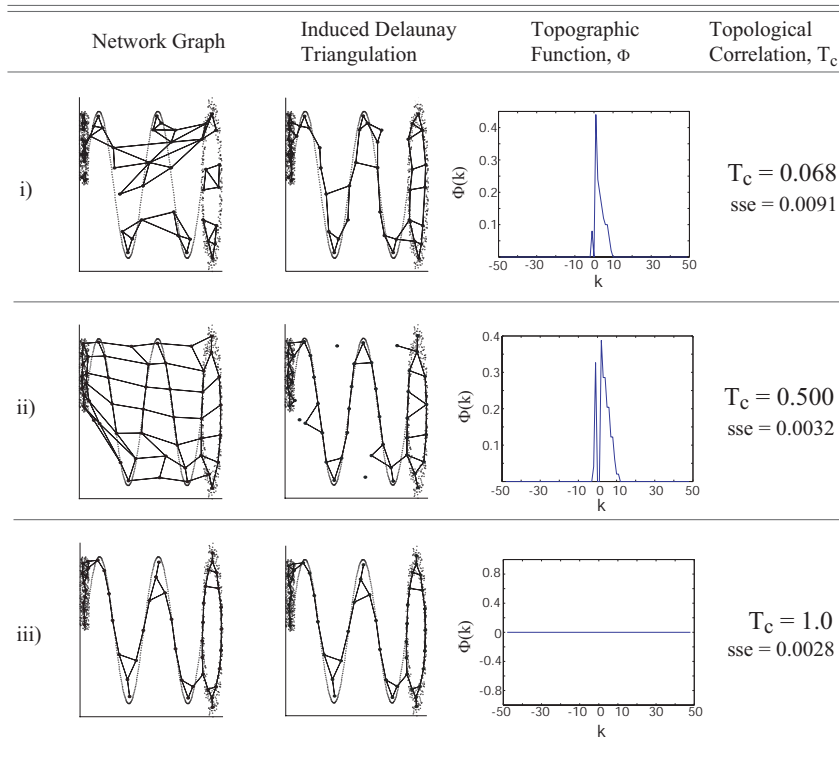 Network Graph
Induced Delaunay
Triangulation
Topographic
Function, Φ
Topological
Correlation, Tc
i)
0.4
0.3
0.2
0.1
Φ(k)
-50 -30 -10 0 10 30 50
k
Tc = 0.068
sse = 0.0091
ii)
0.4
0.3
0.2
0.1
Φ(k)
-50 -30 -10 0 10 30 50
k
Tc = 0.500
sse = 0.0032
iii)
0.8
0.4
0
-0.4
-0.8
Φ(k)
-50 -30 -10 0 10 30 50
k
Tc = 1.0
sse = 0.0028